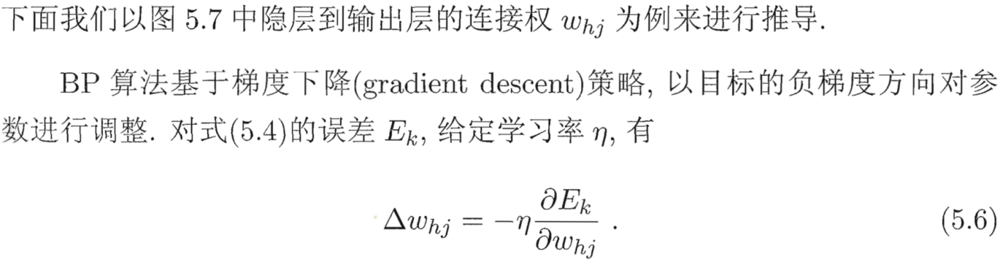 下面我们以图 5.7 中隐层到输出层的连接权 $w_{hj}$ 为例来进行推导.
BP 算法基于梯度下降(gradient descent)策略, 以目标的负梯度方向对参
数进行调整. 对式(5.4)的误差 $E_k$, 给定学习率 $\eta$, 有
$\Delta w_{hj} = -\eta \frac{\partial E_k}{\partial w_{hj}}$ . (5.6)